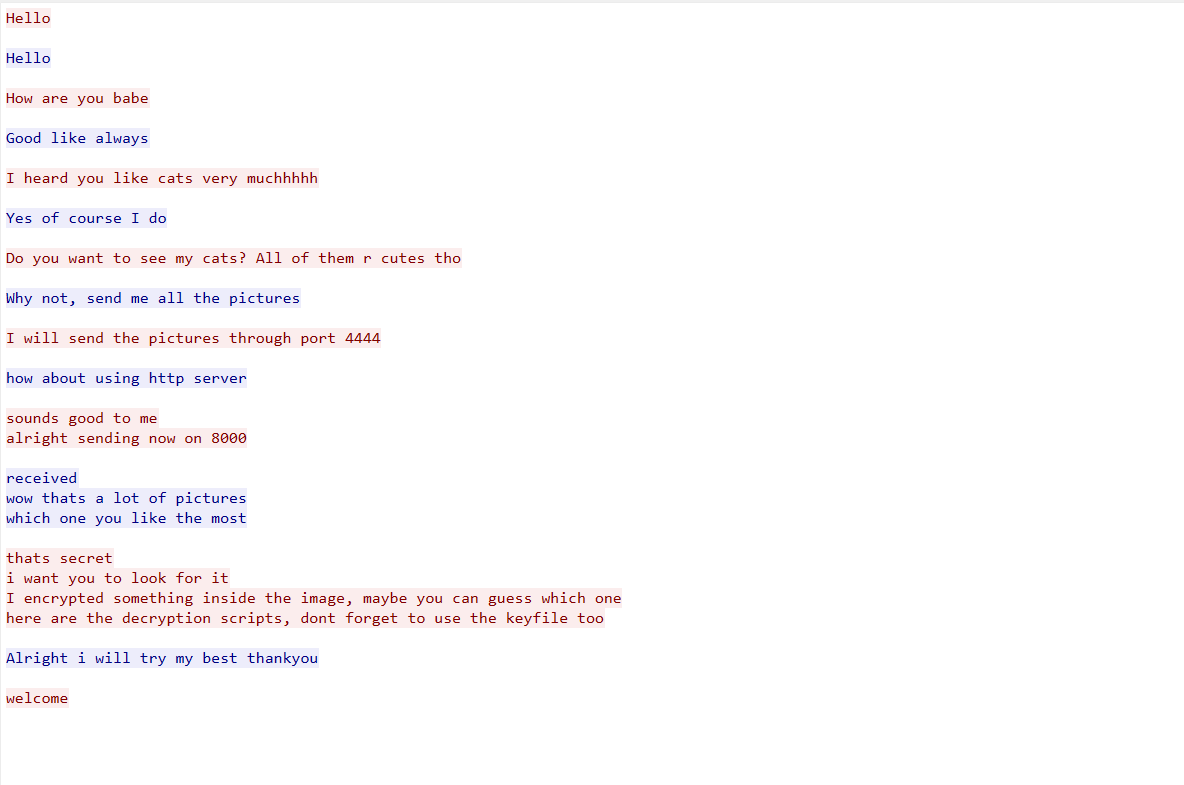 Hello
Hello
How are you babe
Good like always
I heard you like cats very muchhhhh
Yes of course I do
Do you want to see my cats? All of them r cutes tho
Why not, send me all the pictures
I will send the pictures through port 4444
how about using http server
sounds good to me
alright sending now on 8000
received
wow thats a lot of pictures
which one you like the most
thats secret
i want you to look for it
I encrypted something inside the image, maybe you can guess which one
here are the decryption scripts, dont forget to use the keyfile too
Alright i will try my best thankyou
welcome